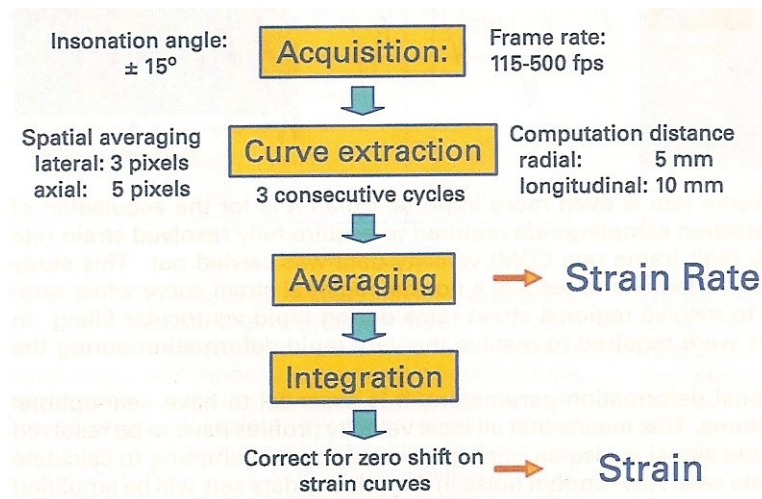 Insonation angle:
± 15º
Acquisition:
Frame rate:
115-500 fps
Spatial averaging
lateral: 3 pixels
axial: 5 pixels
Curve extraction
Computation distance
radial: 5 mm
longitudinal: 10 mm
3 consecutive cycles
Averaging
Strain Rate
Integration
Correct for zero shift on
strain curves
Strain